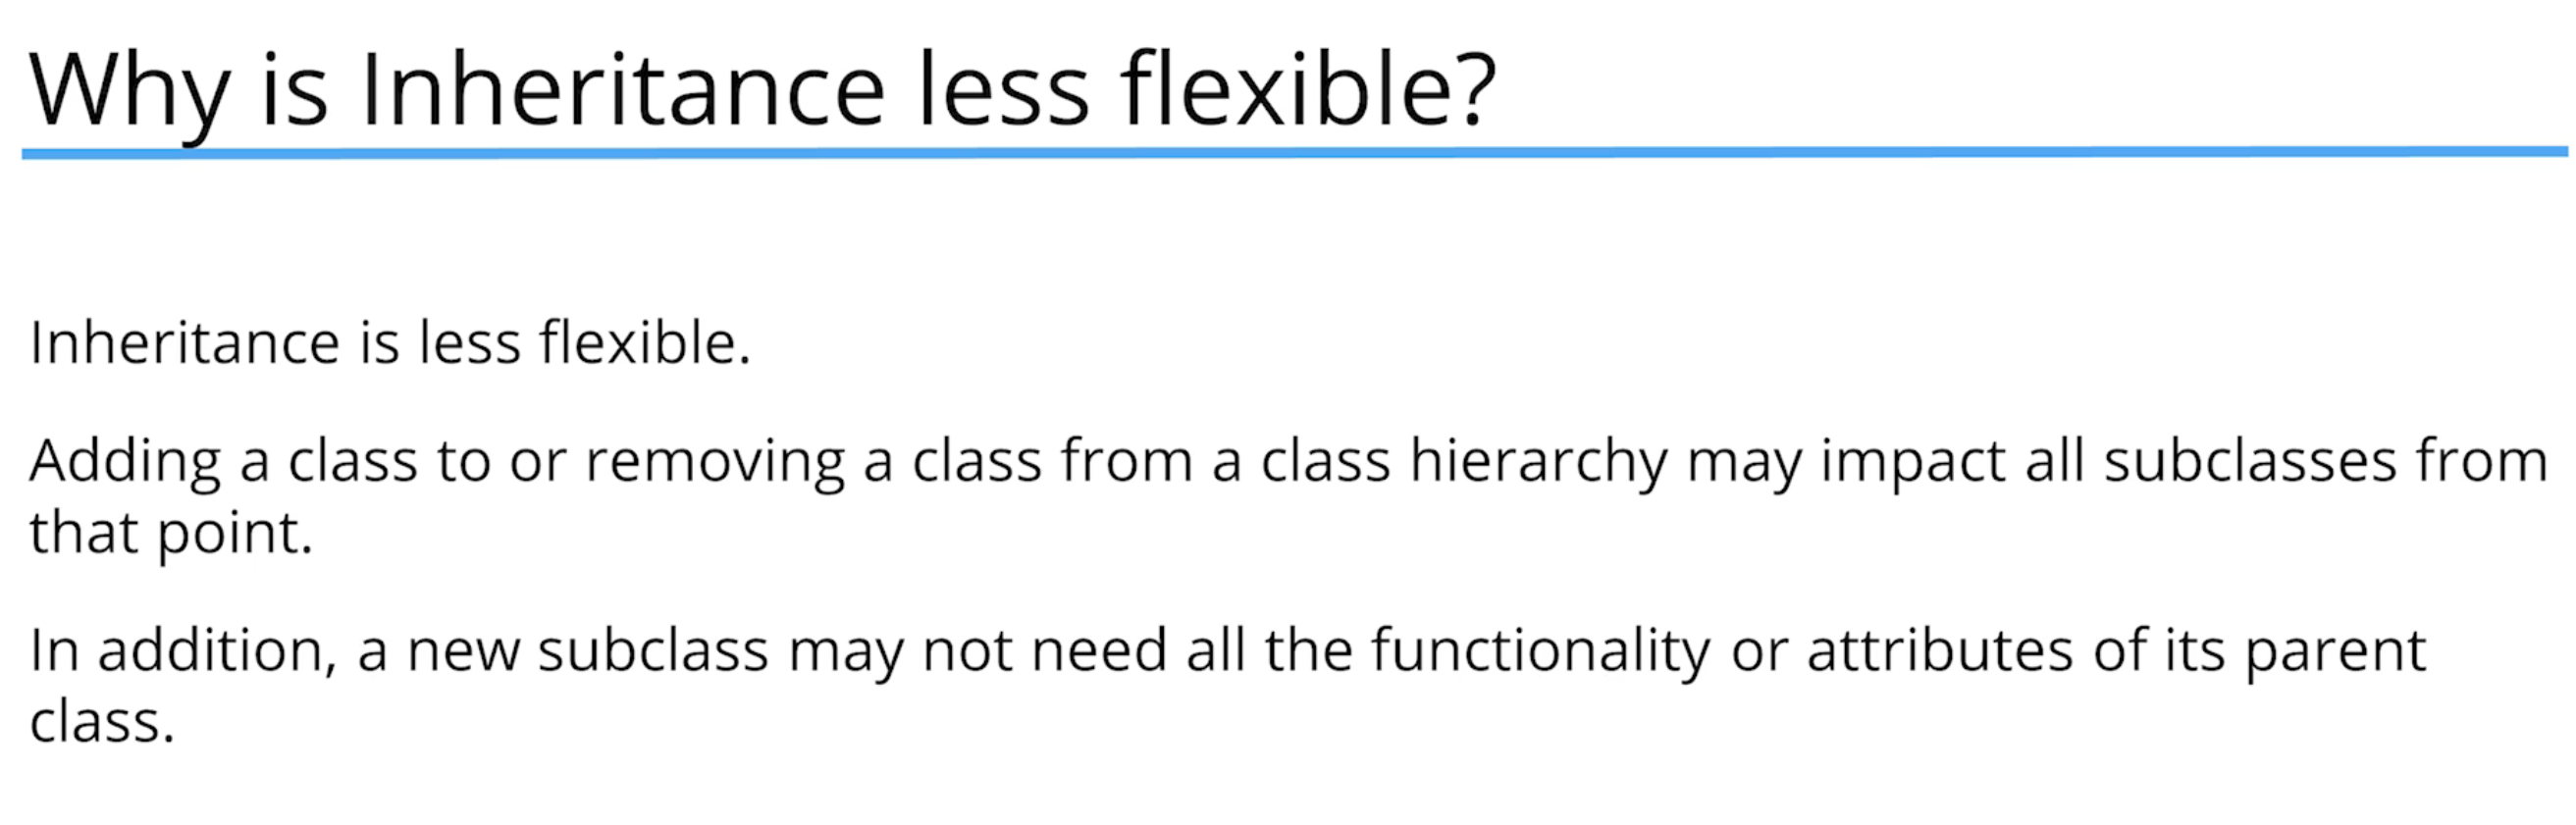 Why is Inheritance less flexible?
Inheritance is less flexible.
Adding a class to or removing a class from a class hierarchy may impact all subclasses from
that point.
In addition, a new subclass may not need all the functionality or attributes of its parent
class.